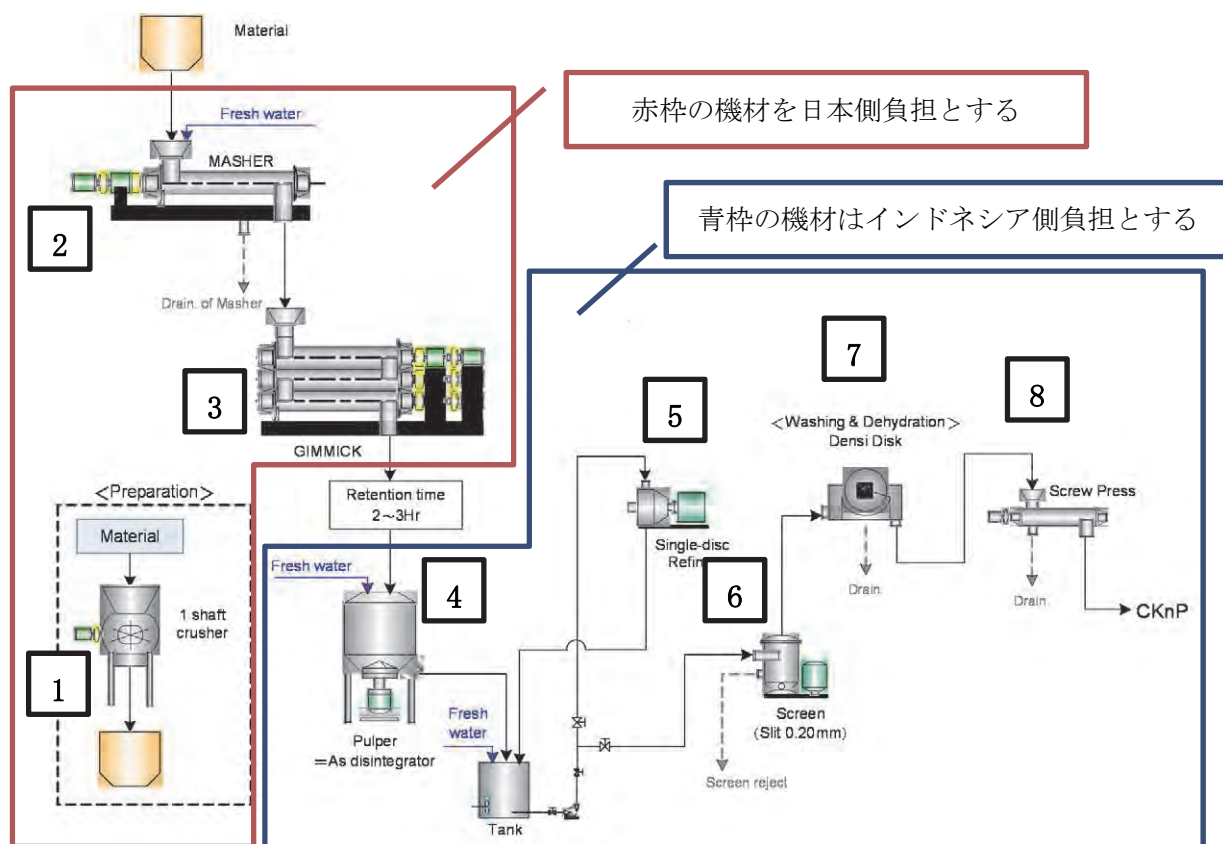 Material
赤枠の機材を日本側負担とする
Fresh water
MASHER
2
青枠の機材はインドネシア側負担とする
Drain. of Masher
3
GIMMICK
7
5
8
<Washing & Dehydration>
Densi Disk
<Preparation>
Retention time
2～3Hr
Screw Press
Material
Single-disc
Refin
Fresh water
4
6
Drain.
Drain.
CKnP
1 shaft
crusher
1
Screen
(Slit 0.20mm)
Fresh
water
Pulper
=As disintegrator
Screen reject
Tank